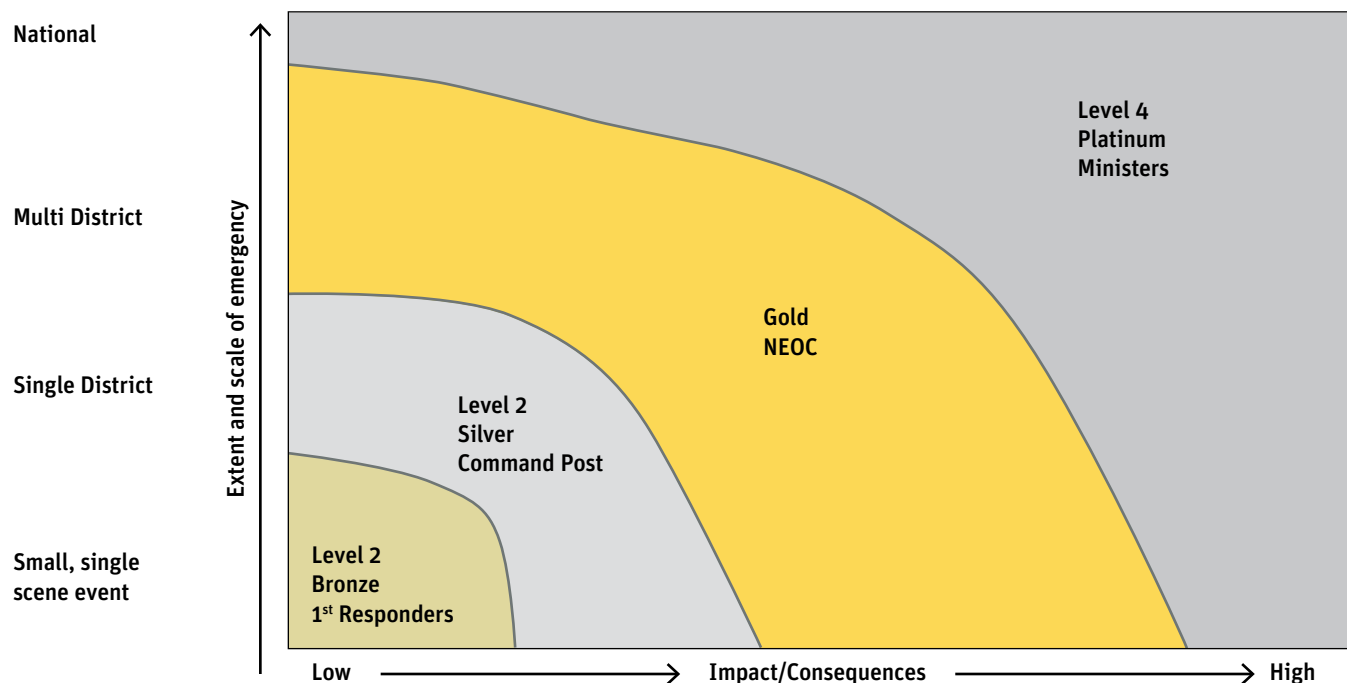 National
Multi District
Single District
Small, single
scene event
Extent and scale of emergency
Level 4
Platinum
Ministers
Gold
NEOC
Level 2
Silver
Command Post
Level 2
Bronze
1st Responders
Low
Impact/Consequences
High